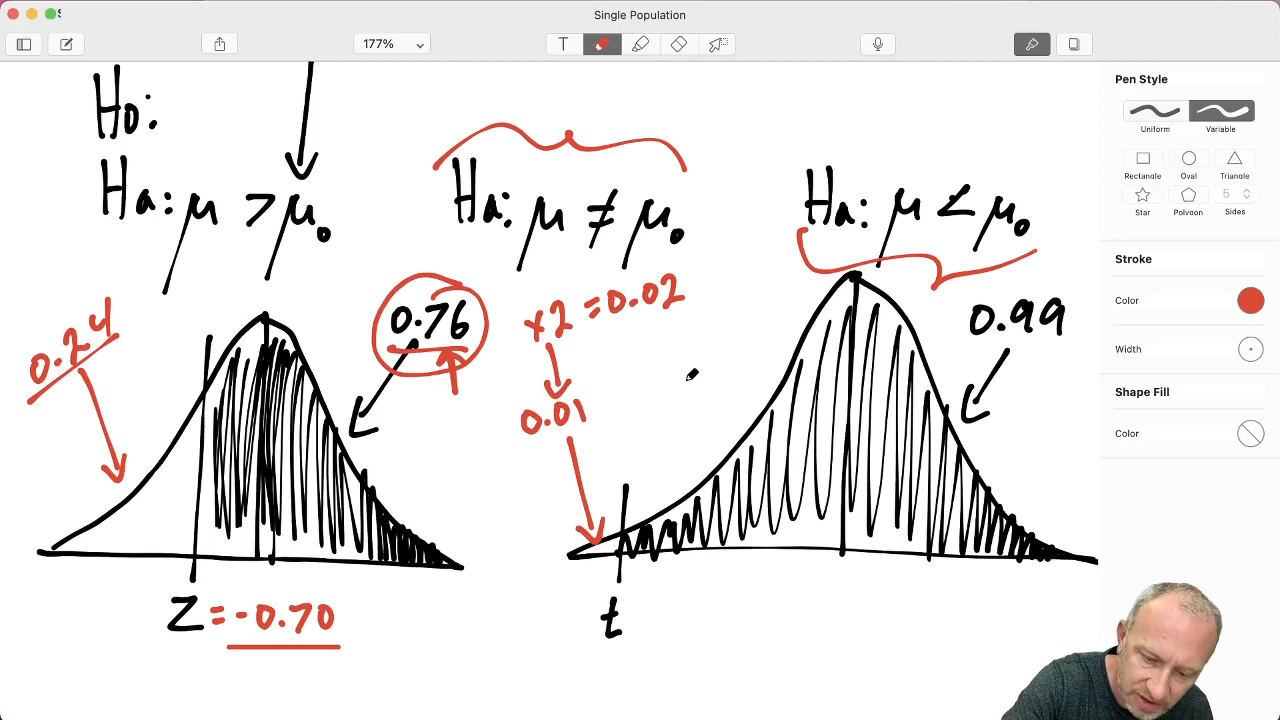 Single Population
177%
T
Pen Style
Uniform
Variable
Rectangle
Oval
Triangle
Star
Polygon
5
Sides
Stroke
Color
Width
Shape Fill
Color
Ho:
Ha: μ > μ₀
Ha: μ ≠ μ₀
Ha: μ < μ₀
0.24
0.76
x2 = 0.02
0.01
0.99
Z = -0.70
t